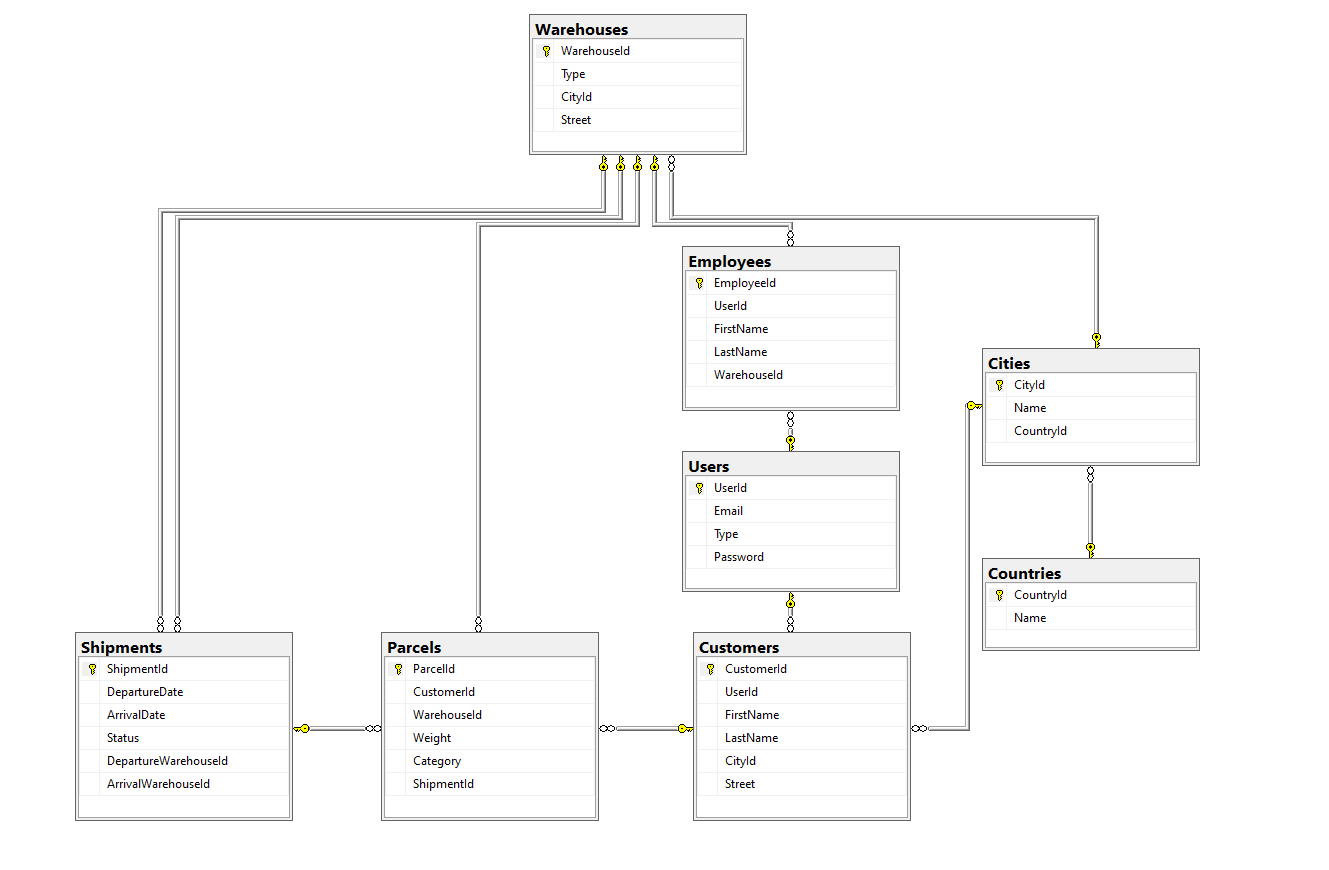 Warehouses
WarehouseId
Type
CityId
Street
Employees
EmployeeId
UserId
FirstName
LastName
WarehouseId
Cities
CityId
Name
CountryId
Users
UserId
Email
Type
Password
Countries
CountryId
Name
Shipments
ShipmentId
DepartureDate
ArrivalDate
Status
DepartureWarehouseId
ArrivalWarehouseId
Parcels
ParcelId
CustomerId
WarehouseId
Weight
Category
ShipmentId
Customers
CustomerId
UserId
FirstName
LastName
CityId
Street